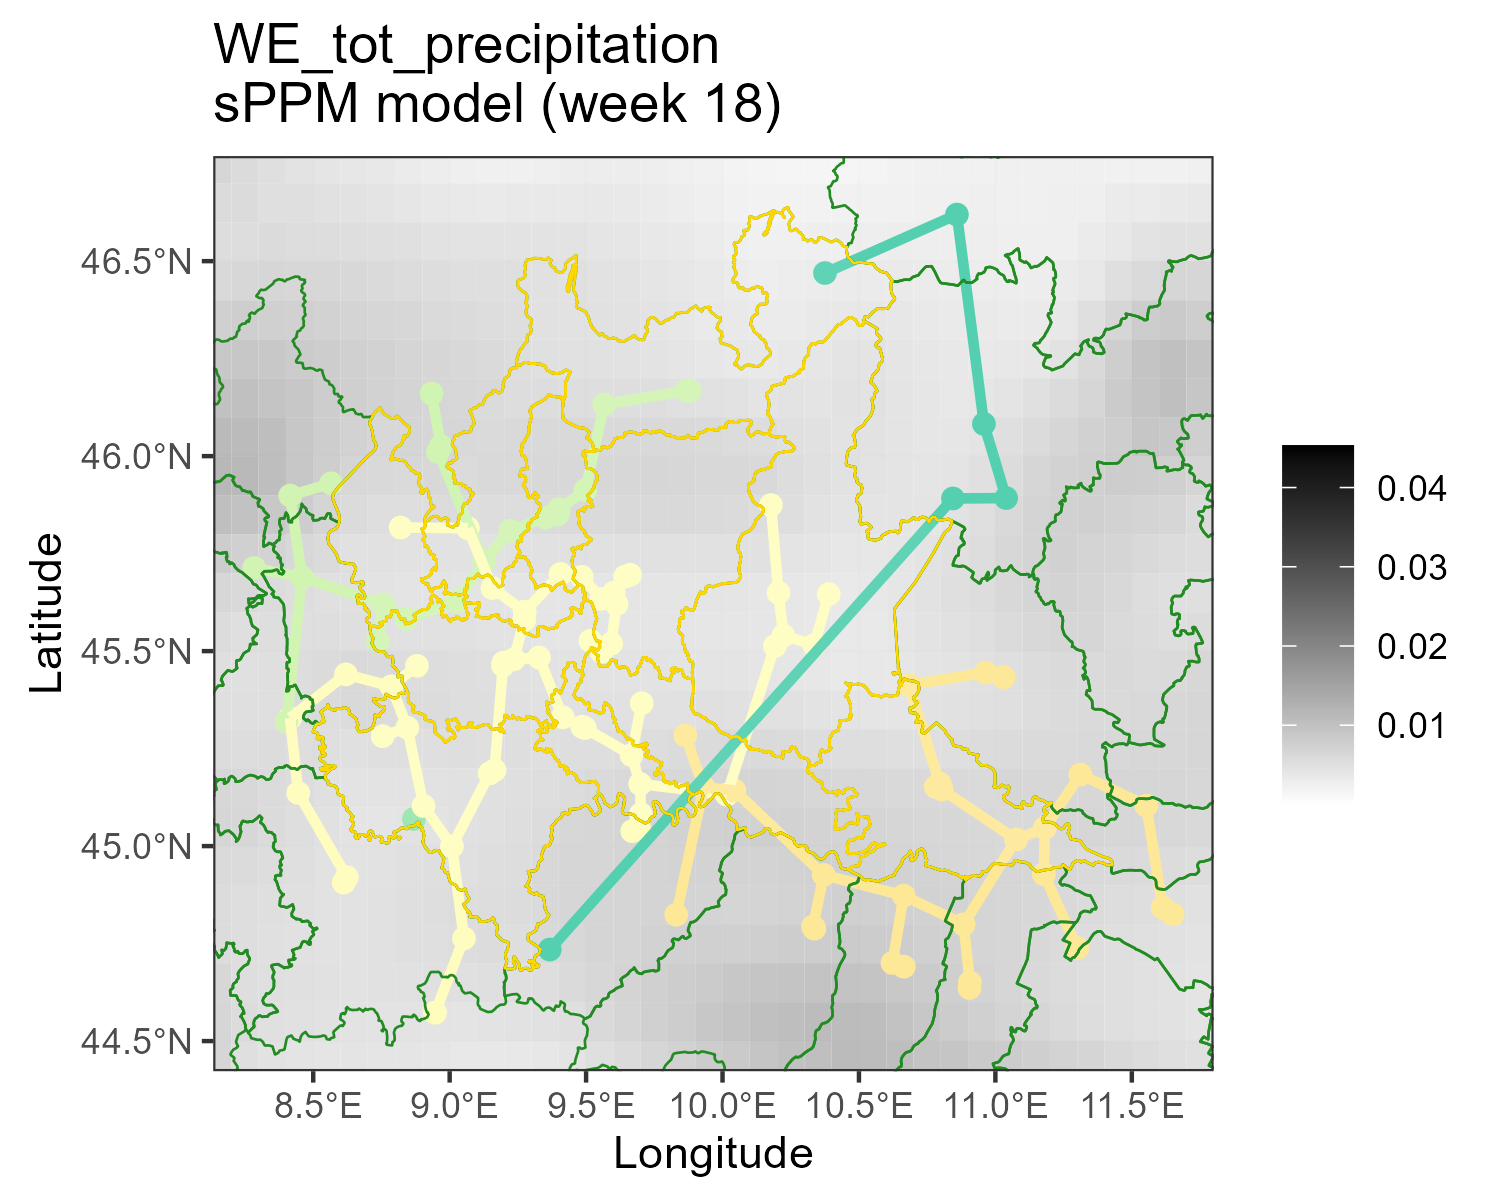 WE_tot_precipitation
sPPM model (week 18)
46.5°N
46.0°N
45.5°N
45.0°N
44.5°N
Latitude
8.5°E 9.0°E 9.5°E 10.0°E 10.5°E 11.0°E 11.5°E
Longitude
0.04
0.03
0.02
0.01